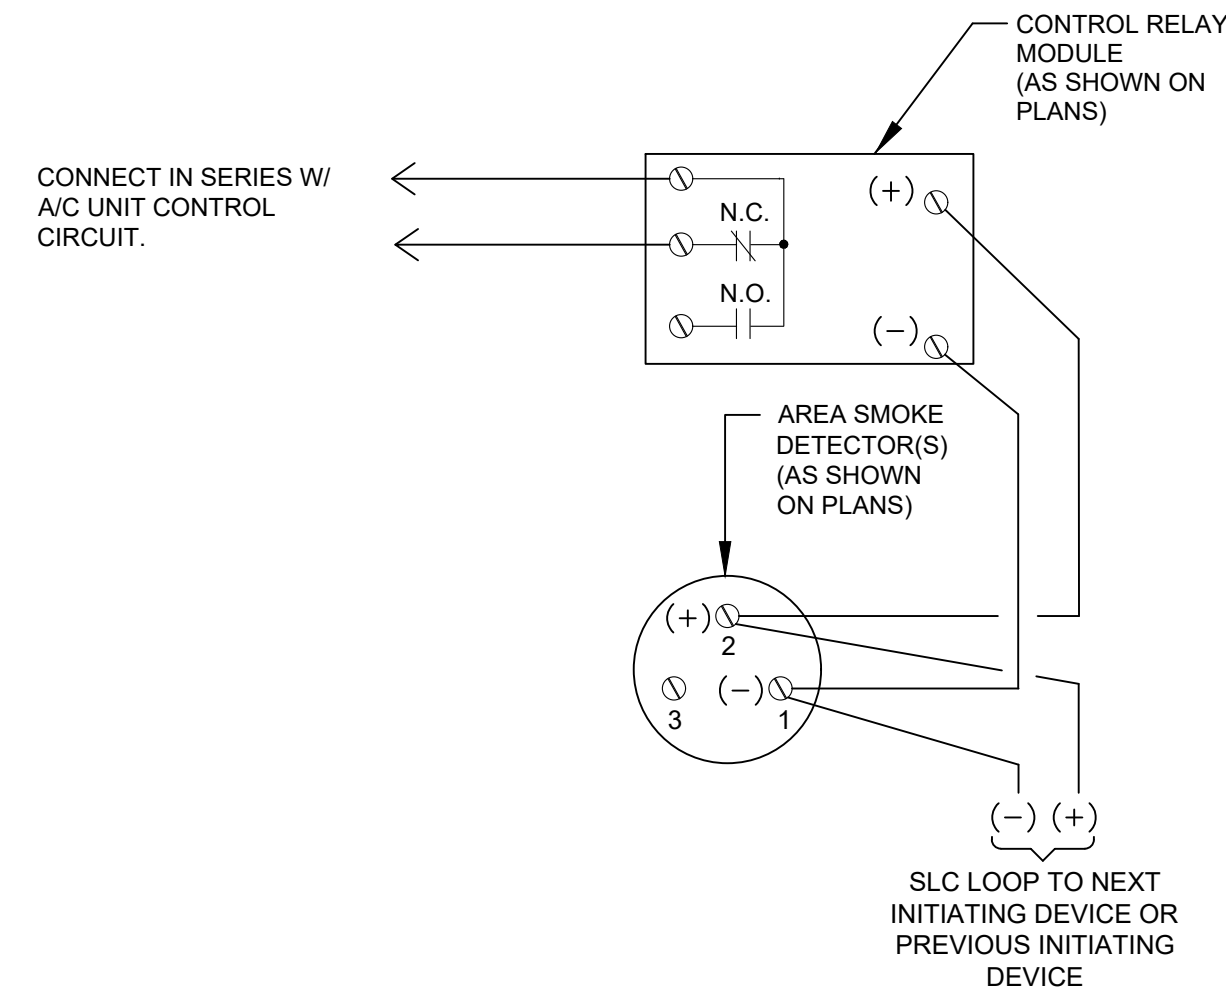 CONTROL RELAY
MODULE
(AS SHOWN ON
PLANS)
CONNECT IN SERIES W/
A/C UNIT CONTROL
CIRCUIT.
(+)
N.C.
N.O.
(-)
AREA SMOKE
DETECTOR(S)
(AS SHOWN
ON PLANS)
(+)
2
(-)
3
1
(-) (+)
SLC LOOP TO NEXT
INITIATING DEVICE OR
PREVIOUS INITIATING
DEVICE